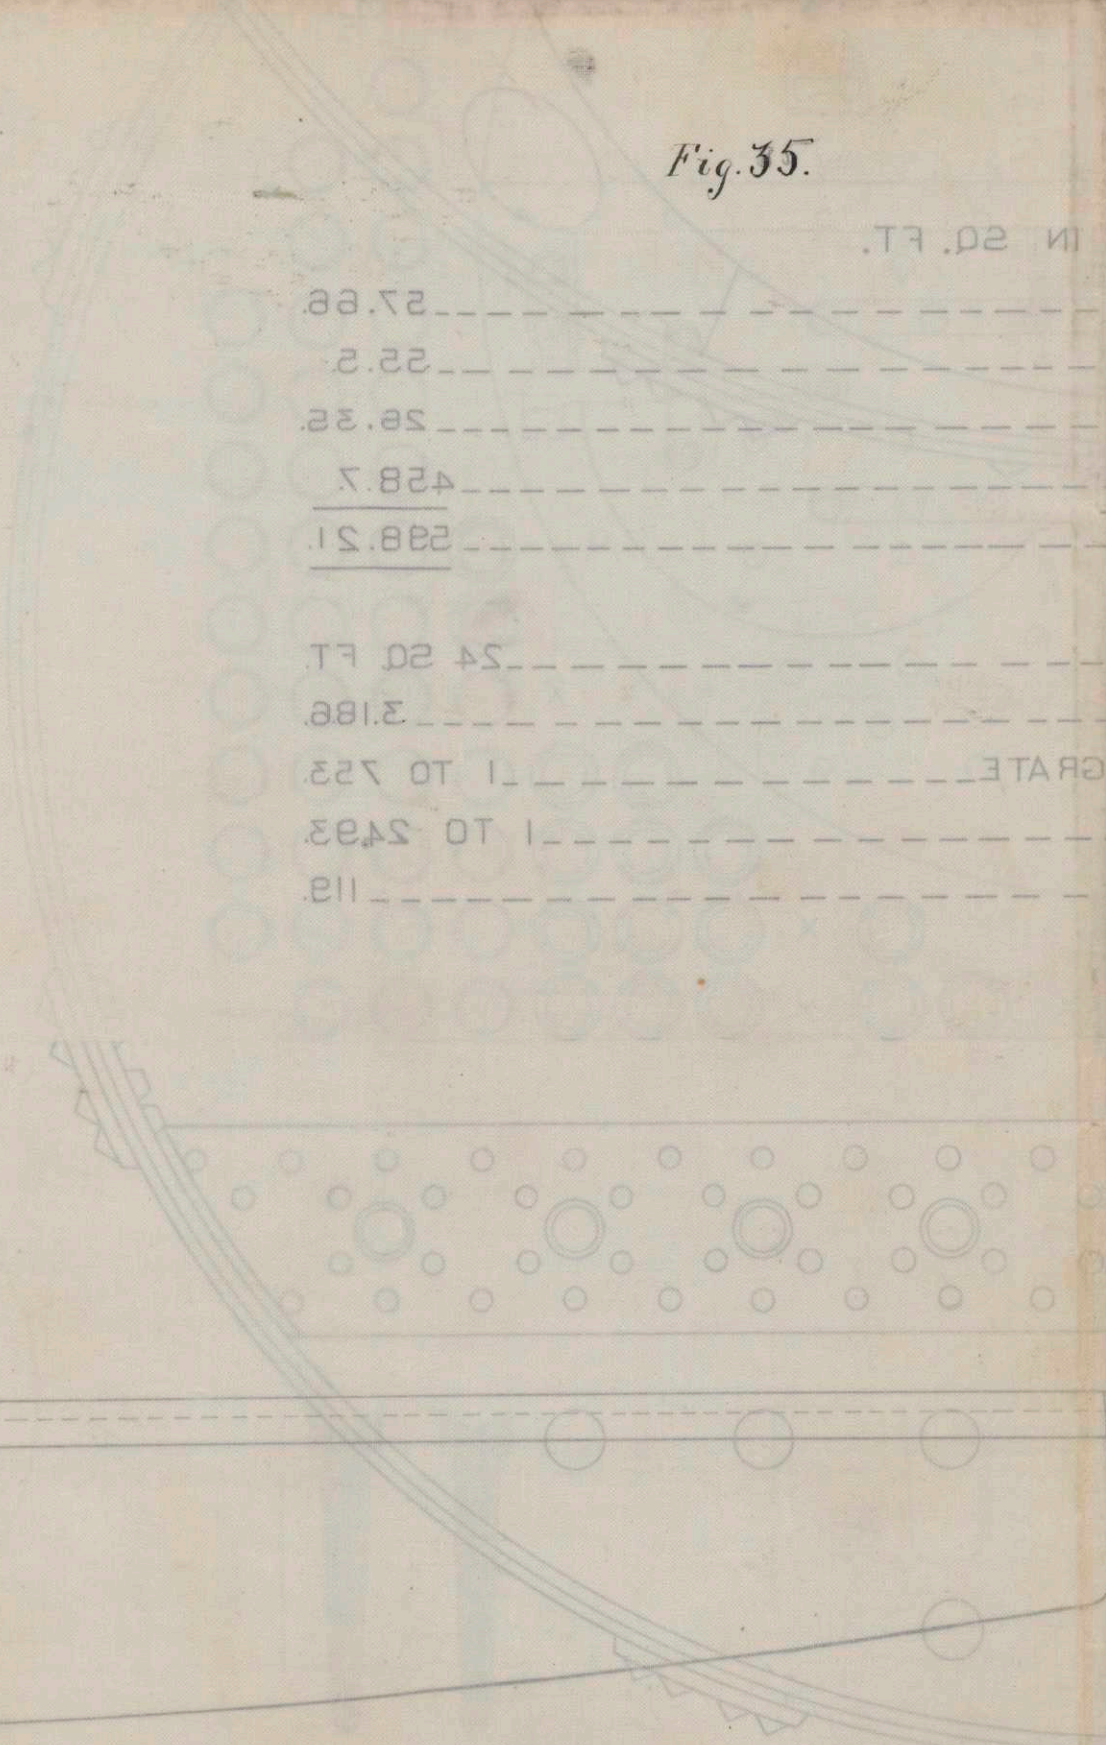 Fig. 35.
IN SQ. FT.
57.66.
55.5.
26.35.
458.7.
598.21.
24 SQ. FT.
3.186.
GRATE 1 TO 753.
1 TO 24.93.
119.